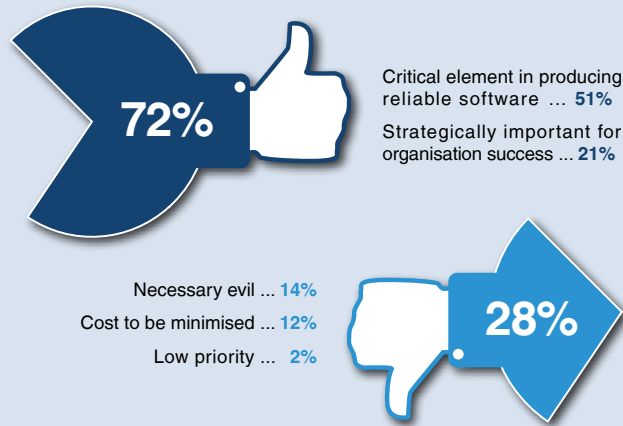 72%
Critical element in producing
reliable software ... 51%
Strategically important for
organisation success ... 21%
Necessary evil ... 14%
Cost to be minimised ... 12%
Low priority ... 2%
28%